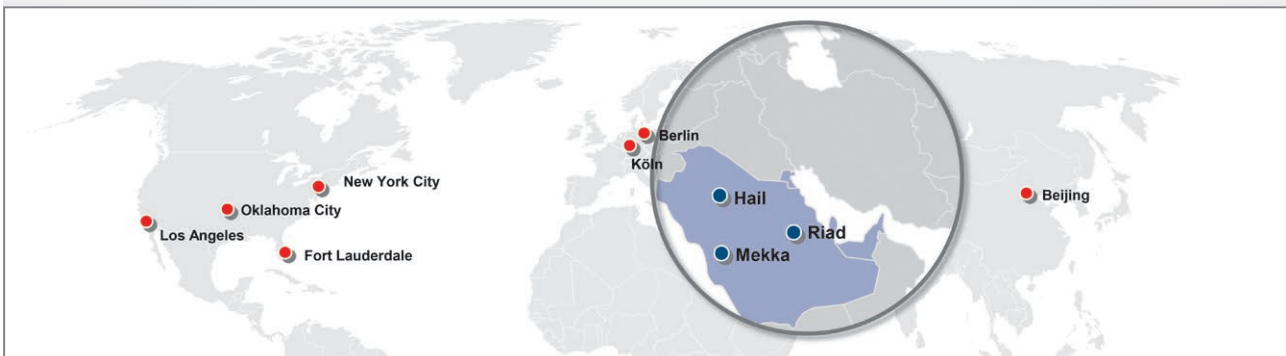 Berlin
Köln
New York City
Hail
Beijing
Oklahoma City
Los Angeles
Riad
Mekka
Fort Lauderdale